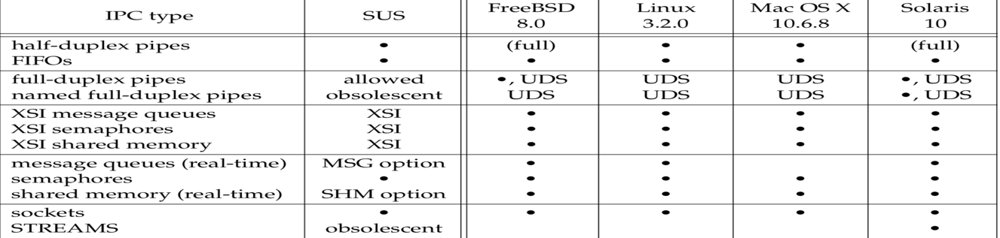 IPC type SUS FreeBSD 8.0 Linux 3.2.0 Mac OS X 10.6.8 Solaris 10
half-duplex pipes • (full) • • (full)
FIFOs • • • • •
full-duplex pipes allowed •, UDS UDS UDS •, UDS
named full-duplex pipes obsolescent UDS UDS UDS •, UDS
XSI message queues XSI • • • •
XSI semaphores XSI • • • •
XSI shared memory XSI • • • •
message queues (real-time) MSG option • • •
semaphores • • • • •
shared memory (real-time) SHM option • • • •
sockets • • • • •
STREAMS obsolescent •